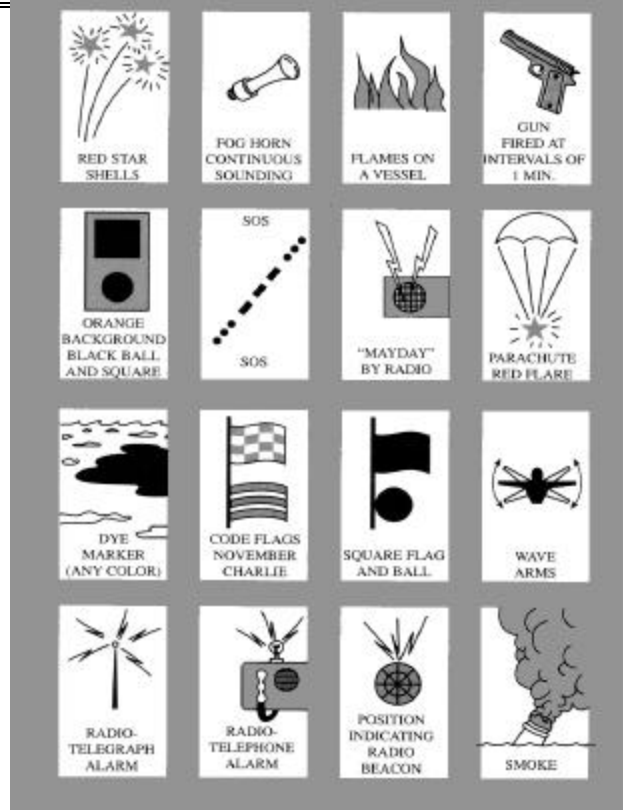 RED STAR
SHELLS
FOG HORN
CONTINUOUS
SOUNDING
FLAMES ON
A VESSEL
GUN
FIRED AT
INTERVALS OF
1 MIN.
ORANGE
BACKGROUND
BLACK BALL
AND SQUARE
SOS
SOS
"MAYDAY"
BY RADIO
PARACHUTE
RED FLARE
DYE
MARKER
(ANY COLOR)
CODE FLAGS
NOVEMBER
CHARLIE
SQUARE FLAG
AND BALL
WAVE
ARMS
RADIO-
TELEGRAPH
ALARM
RADIO-
TELEPHONE
ALARM
POSITION
INDICATING
RADIO
BEACON
SMOKE